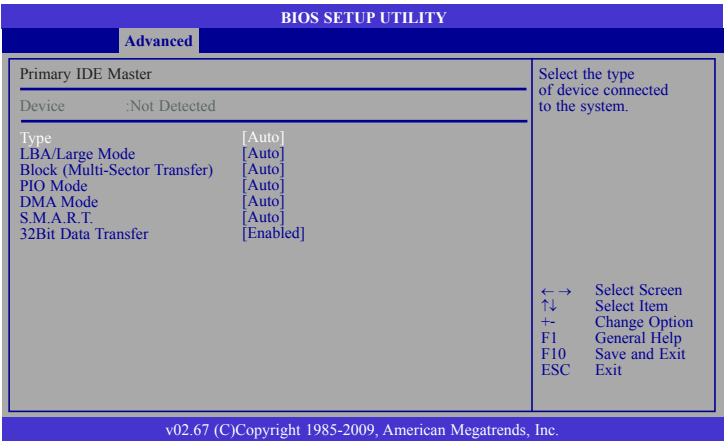 BIOS SETUP UTILITY
Advanced
Primary IDE Master
Device :Not Detected
Type [Auto]
LBA/Large Mode [Auto]
Block (Multi-Sector Transfer) [Auto]
PIO Mode [Auto]
DMA Mode [Auto]
S.M.A.R.T. [Auto]
32Bit Data Transfer [Enabled]
Select the type
of device connected
to the system.
←→ Select Screen
↑↓ Select Item
+- Change Option
F1 General Help
F10 Save and Exit
ESC Exit
v02.67 (C)Copyright 1985-2009, American Megatrends, Inc.